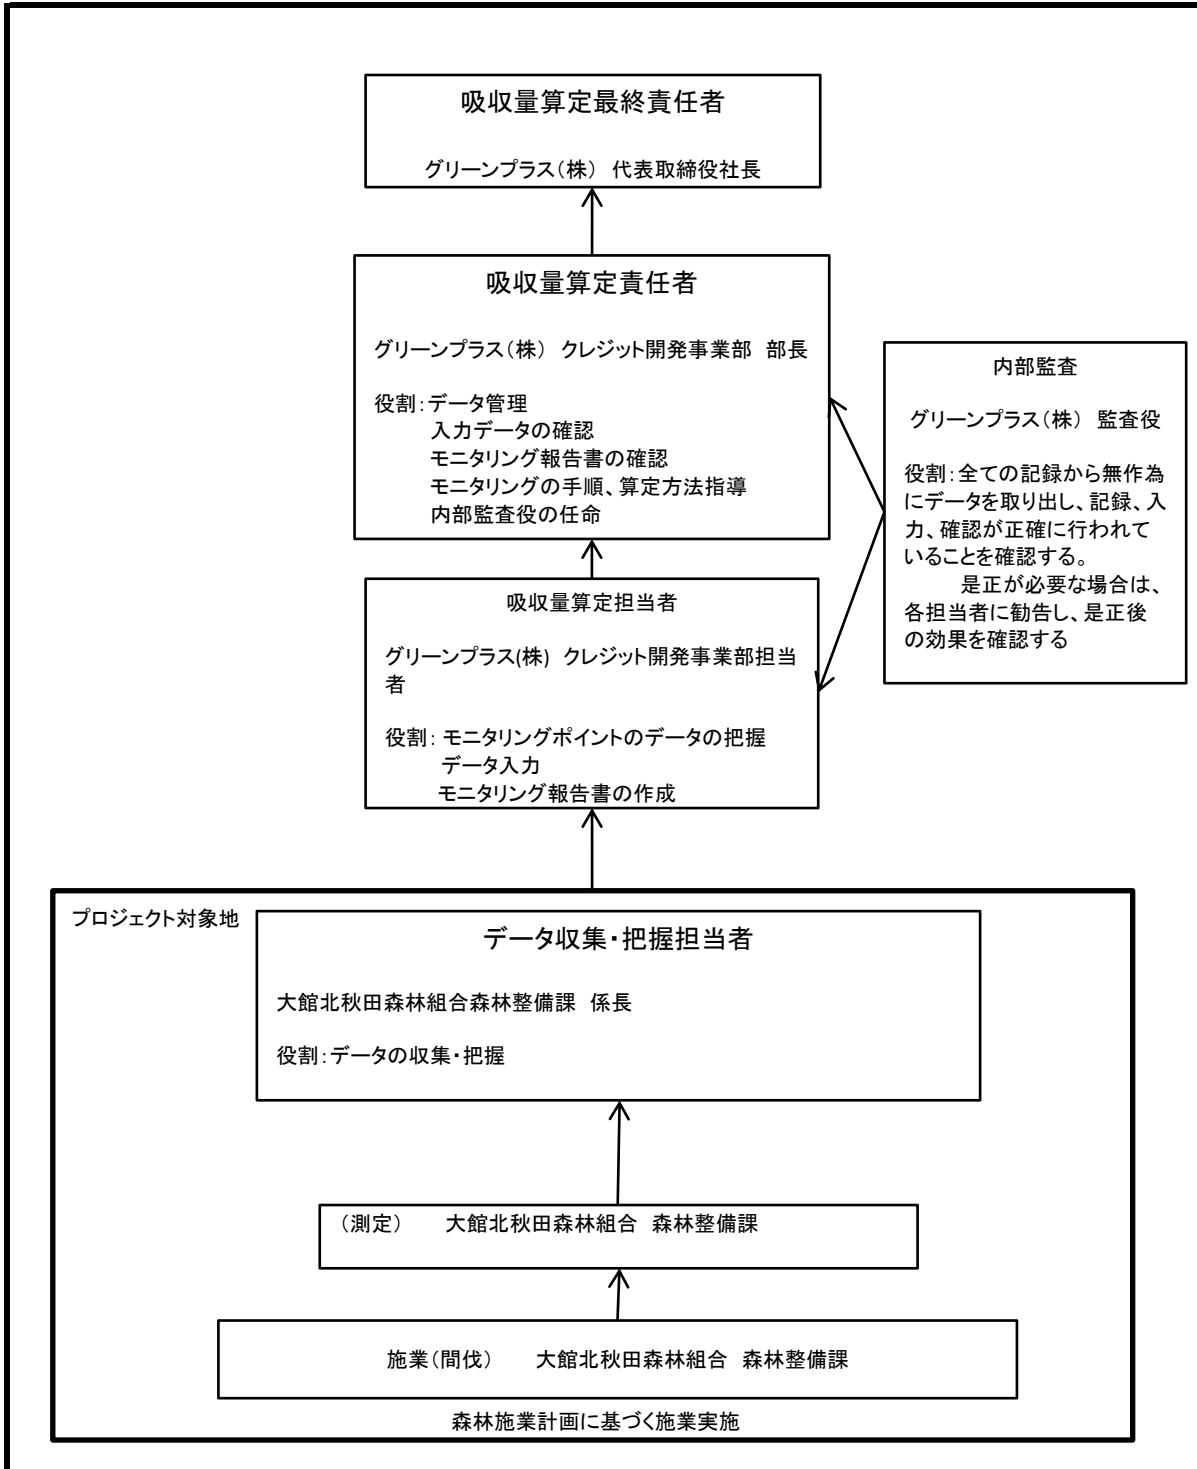 吸収量算定最終責任者
グリーンプラス（株） 代表取締役社長
吸収量算定責任者
グリーンプラス（株） クレジット開発事業部 部長
役割：データ管理
入力データの確認
モニタリング報告書の確認
モニタリングの手順、算定方法指導
内部監査役の任命
内部監査
グリーンプラス（株） 監査役
役割：全ての記録から無作為
にデータを取り出し、記録、入
力、確認が正確に行われて
いることを確認する。
是正が必要な場合は、
各担当者に勧告し、是正後
の効果を確認する
吸収量算定担当者
グリーンプラス(株) クレジット開発事業部担当
者
役割： モニタリングポイントのデータの把握
データ入力
モニタリング報告書の作成
プロジェクト対象地
データ収集・把握担当者
大館北秋田森林組合森林整備課 係長
役割：データの収集・把握
（測定） 大館北秋田森林組合 森林整備課
施業（間伐） 大館北秋田森林組合 森林整備課
森林施業計画に基づく施業実施